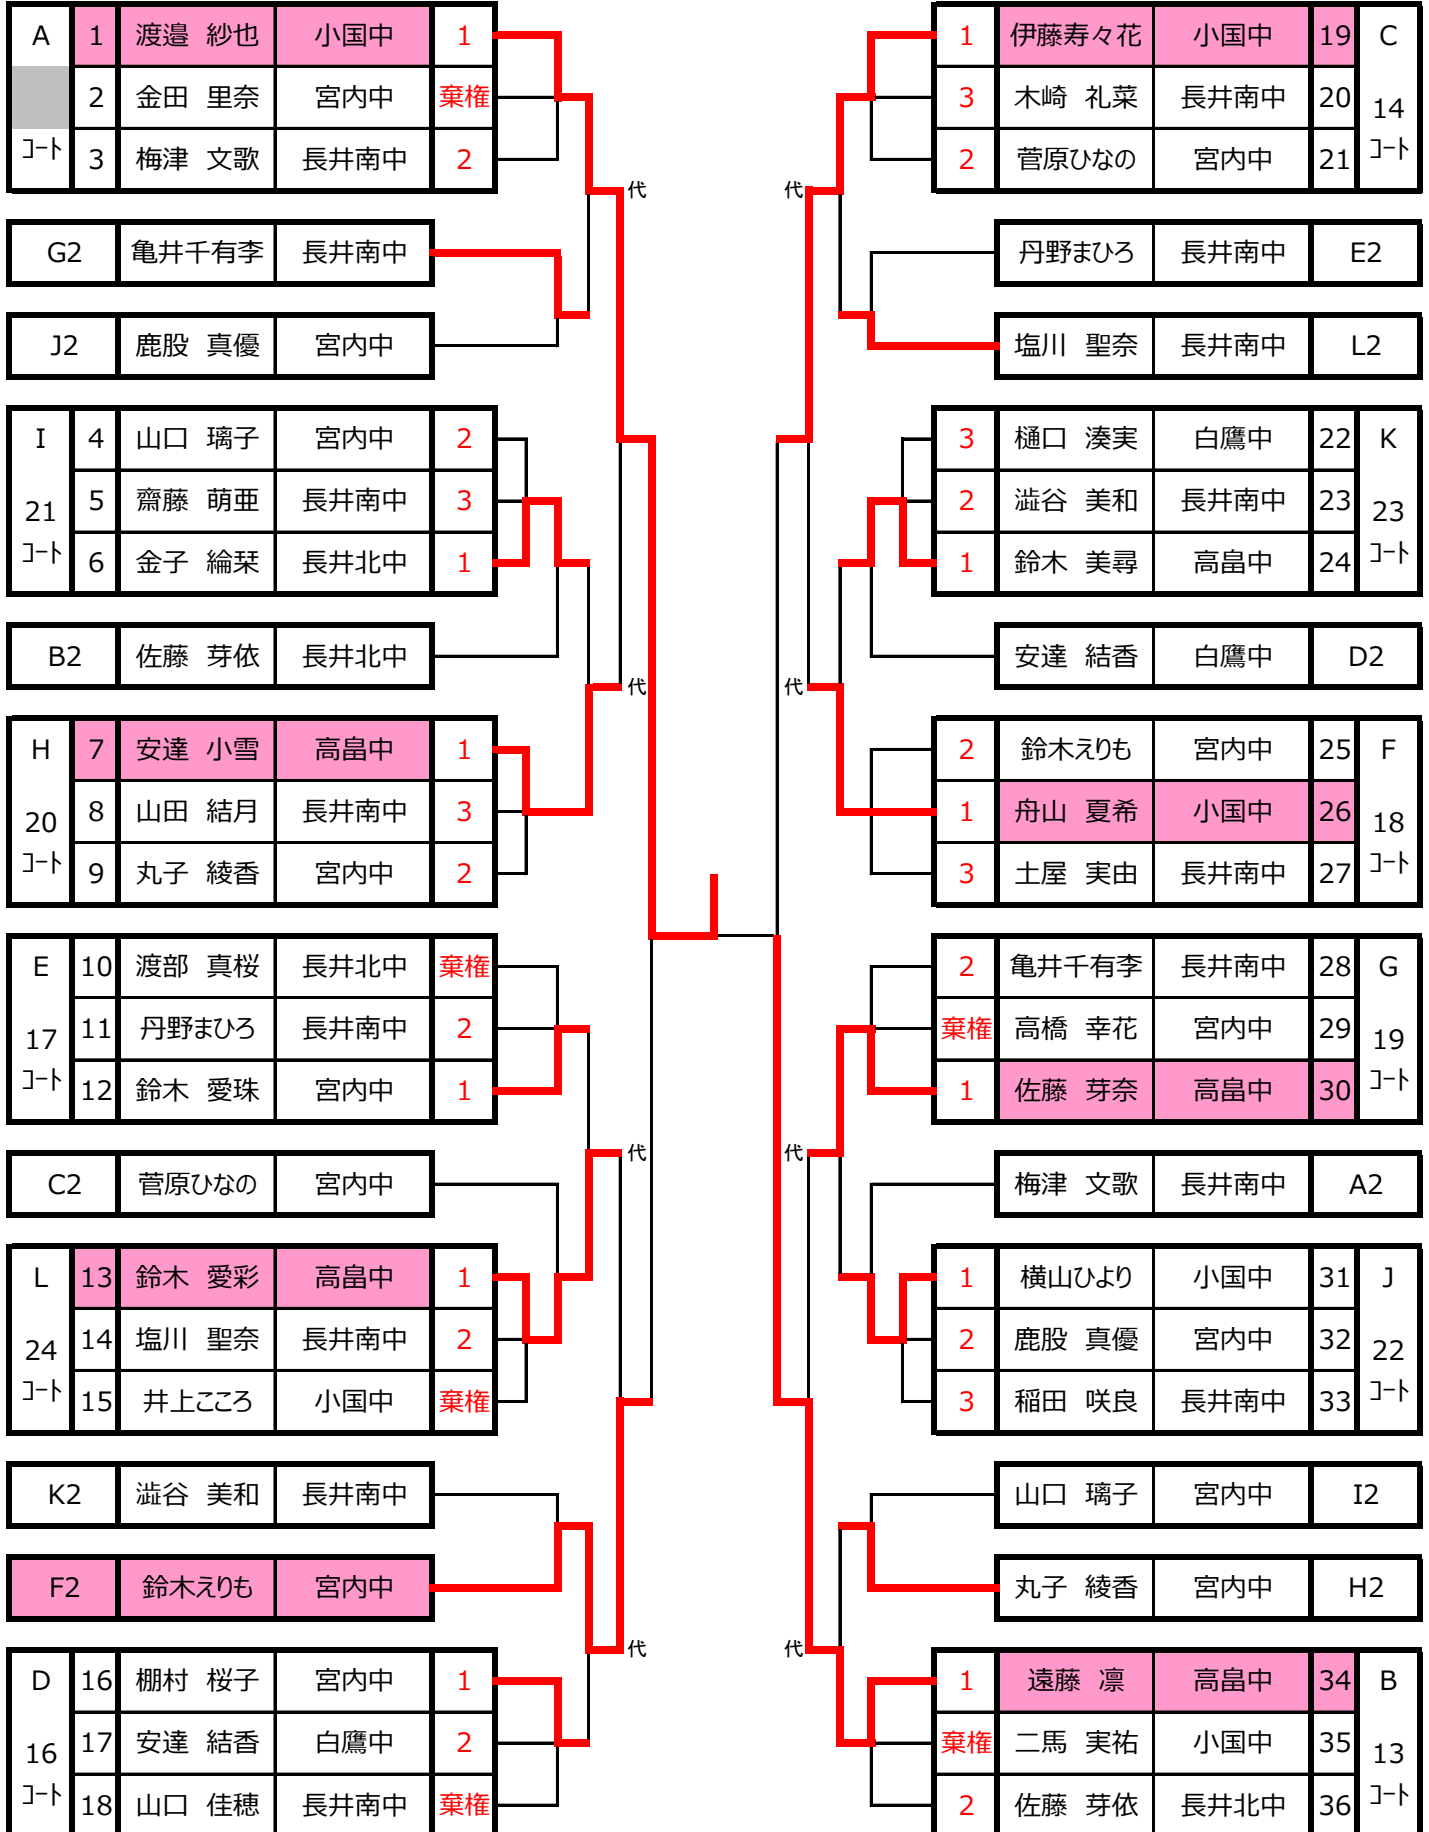 A 1 渡邉 紗也 小国中 1
2 金田 里奈 宮内中 棄権
コート 3 梅津 文歌 長井南中 2
代
G2 亀井千有李 長井南中
J2 鹿股 真優 宮内中
I 4 山口 璃子 宮内中 2
21 5 齋藤 萌亜 長井南中 3
コート 6 金子 綸栞 長井北中 1
B2 佐藤 芽依 長井北中
代
H 7 安達 小雪 高畠中 1
20 8 山田 結月 長井南中 3
コート 9 丸子 綾香 宮内中 2
E 10 渡部 真桜 長井北中 棄権
17 11 丹野まひろ 長井南中 2
コート 12 鈴木 愛珠 宮内中 1
代
C2 菅原ひなの 宮内中
L 13 鈴木 愛彩 高畠中 1
24 14 塩川 聖奈 長井南中 2
コート 15 井上こころ 小国中 棄権
K2 澁谷 美和 長井南中
F2 鈴木えりも 宮内中
代
D 16 棚村 桜子 宮内中 1
16 17 安達 結香 白鷹中 2
コート 18 山口 佳穂 長井南中 棄権
1 伊藤寿々花 小国中 19 C
3 木崎 礼菜 長井南中 20 14
2 菅原ひなの 宮内中 21 コート
代
丹野まひろ 長井南中 E2
塩川 聖奈 長井南中 L2
3 樋口 湊実 白鷹中 22 K
2 澁谷 美和 長井南中 23 23
1 鈴木 美尋 高畠中 24 コート
安達 結香 白鷹中 D2
代
2 鈴木えりも 宮内中 25 F
1 舟山 夏希 小国中 26 18
3 土屋 実由 長井南中 27 コート
2 亀井千有李 長井南中 28 G
棄権 高橋 幸花 宮内中 29 19
1 佐藤 芽奈 高畠中 30 コート
代
梅津 文歌 長井南中 A2
1 横山ひより 小国中 31 J
2 鹿股 真優 宮内中 32 22
3 稲田 咲良 長井南中 33 コート
山口 璃子 宮内中 I2
丸子 綾香 宮内中 H2
代
1 遠藤 凛 高畠中 34 B
棄権 二馬 実祐 小国中 35 13
2 佐藤 芽依 長井北中 36 コート